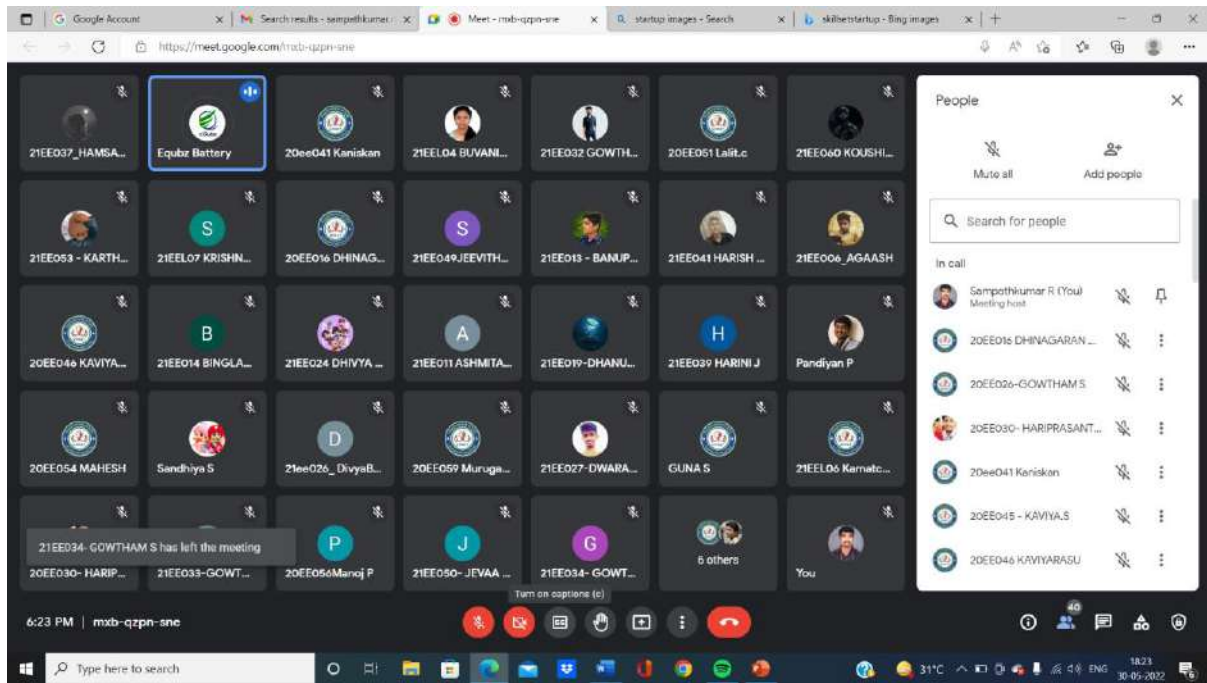 Google Account
Search results - sampathkumar.
Meet - mxb-qzpn-sne
startup images - Search
skillsetstartup - Bing images
https://meet.google.com/mxb-qzpn-sne
21EE037_HAMSA...
Equbz Battery
20ee041 Kaniskan
21EEL04 BUVANI...
21EE032 GOWTH...
20EE051 Lalit.c
21EE060 KOUSHI...
21EE053 - KARTH...
S
21EEL07 KRISHN...
20EE016 DHINAG...
S
21EE049JEEVITH...
21EE013 - BANUP...
21EE041 HARISH ...
21EE006_AGAASH
20EE046 KAVIYA...
B
21EE014 BINGLA...
21EE024 DHIVYA ...
A
21EE011 ASHMITA...
21EE019-DHANU...
H
21EE039 HARINI J
Pandiyan P
20EE054 MAHESH
Sandhiya S
D
21ee026_ DivyaB...
20EE059 Muruga...
21EE027-DWARA...
GUNA S
21EEL06 Kamatc...
21EE034- GOWTHAM S has left the meeting
20EE030- HARIP...
21EE033-GOWT...
P
20EE056Manoj P
J
21EE050- JEVAA ...
G
21EE034- GOWT...
6 others
You
Turn on captions (c)
6:23 PM | mxb-qzpn-sne
40
People
Mute all
Add people
Search for people
In call
Sampathkumar R (You)
Meeting host
20EE016 DHINAGARAN ...
20EE026-GOWTHAM S
20EE030- HARIPRASANT...
20ee041 Kaniskan
20EE045 - KAVIYA.S
20EE046 KAVIYARASU
Type here to search
31°C
ENG
18:23
30-05-2022